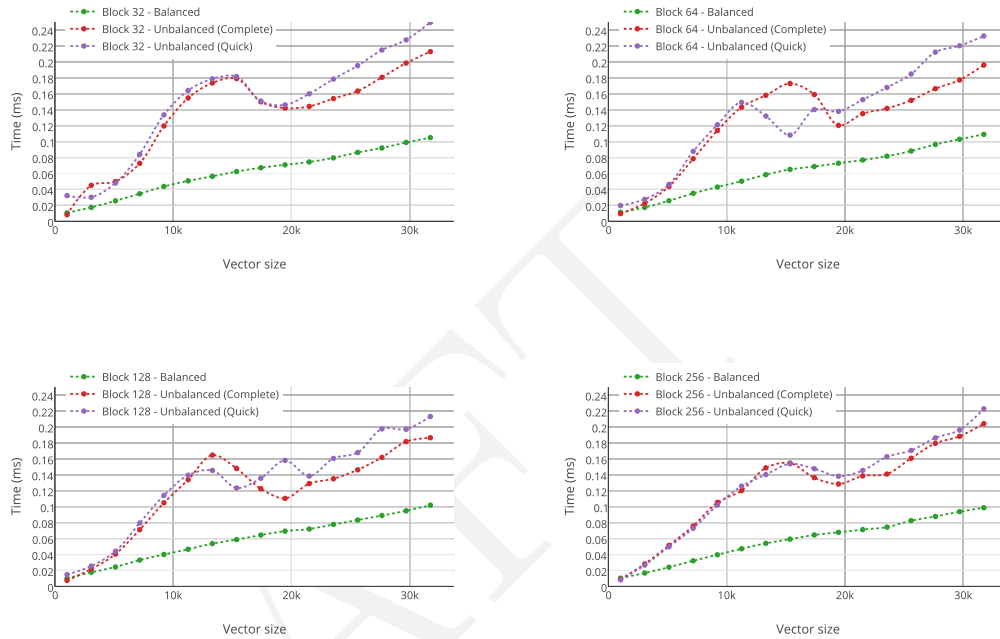 Block 32 - Balanced
Block 32 - Unbalanced (Complete)
Block 32 - Unbalanced (Quick)
0.24
0.22
0.2
0.18
0.16
0.14
0.12
0.1
0.08
0.06
0.04
0.02
0
Time (ms)
0 10k 20k 30k
Vector size
Block 64 - Balanced
Block 64 - Unbalanced (Complete)
Block 64 - Unbalanced (Quick)
0.24
0.22
0.2
0.18
0.16
0.14
0.12
0.1
0.08
0.06
0.04
0.02
0
Time (ms)
0 10k 20k 30k
Vector size
Block 128 - Balanced
Block 128 - Unbalanced (Complete)
Block 128 - Unbalanced (Quick)
0.24
0.22
0.2
0.18
0.16
0.14
0.12
0.1
0.08
0.06
0.04
0.02
0
Time (ms)
0 10k 20k 30k
Vector size
Block 256 - Balanced
Block 256 - Unbalanced (Complete)
Block 256 - Unbalanced (Quick)
0.24
0.22
0.2
0.18
0.16
0.14
0.12
0.1
0.08
0.06
0.04
0.02
0
Time (ms)
0 10k 20k 30k
Vector size
AFT